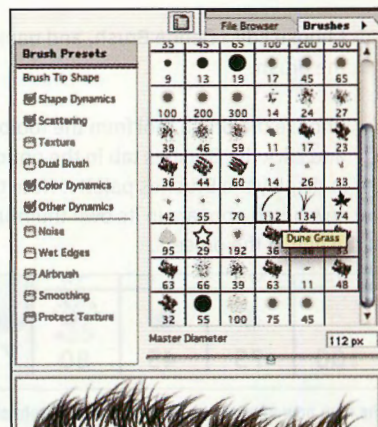 File Browser Brushes
Brush Presets
Brush Tip Shape
Shape Dynamics
Scattering
Texture
Dual Brush
Color Dynamics
Other Dynamics
Noise
Wet Edges
Airbrush
Smoothing
Protect Texture
35 45 65 100 200 300
9 13 19 17 45 65
100 200 300 14 24 27
39 46 59 11 17 23
36 44 60 14 26 33
42 55 70 112 134 74
95 29 192 36
Dune Grass
63 66 39 63 11 48
32 55 100 75 45
Master Diameter 112 px